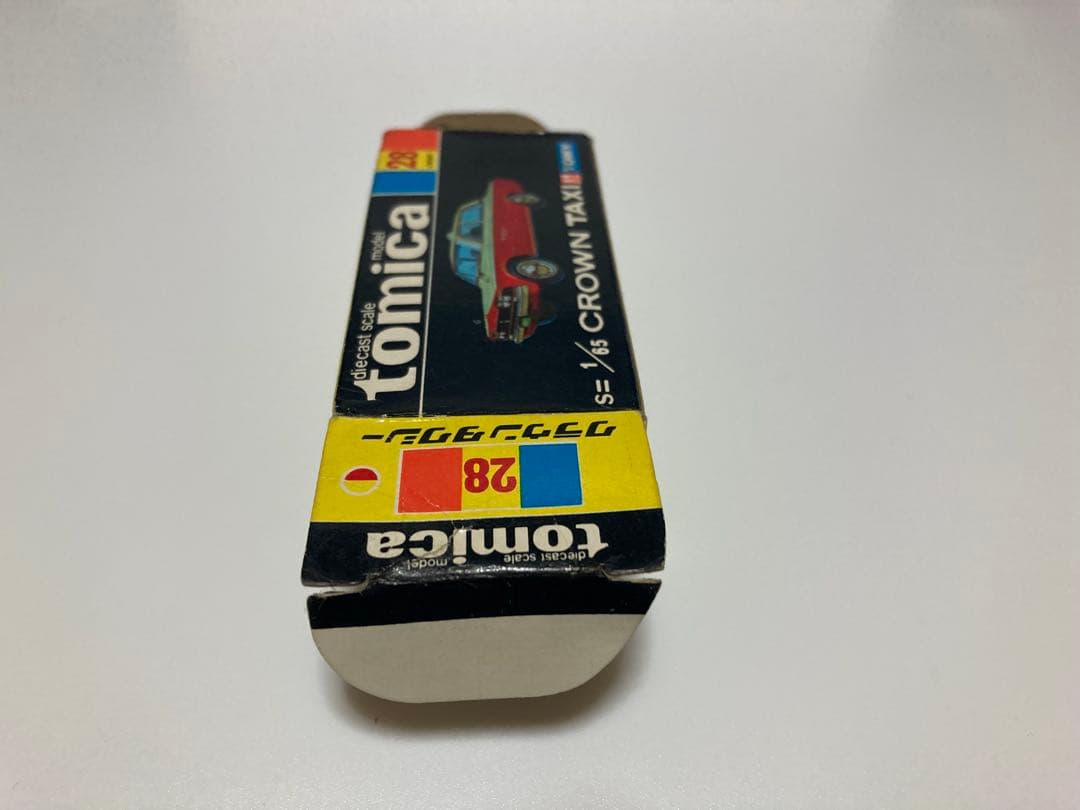 28
diecast scale model
tomica
S=1/65 CROWN TAXI
TOMY
クラウンタクシー
28
diecast scale model
tomica